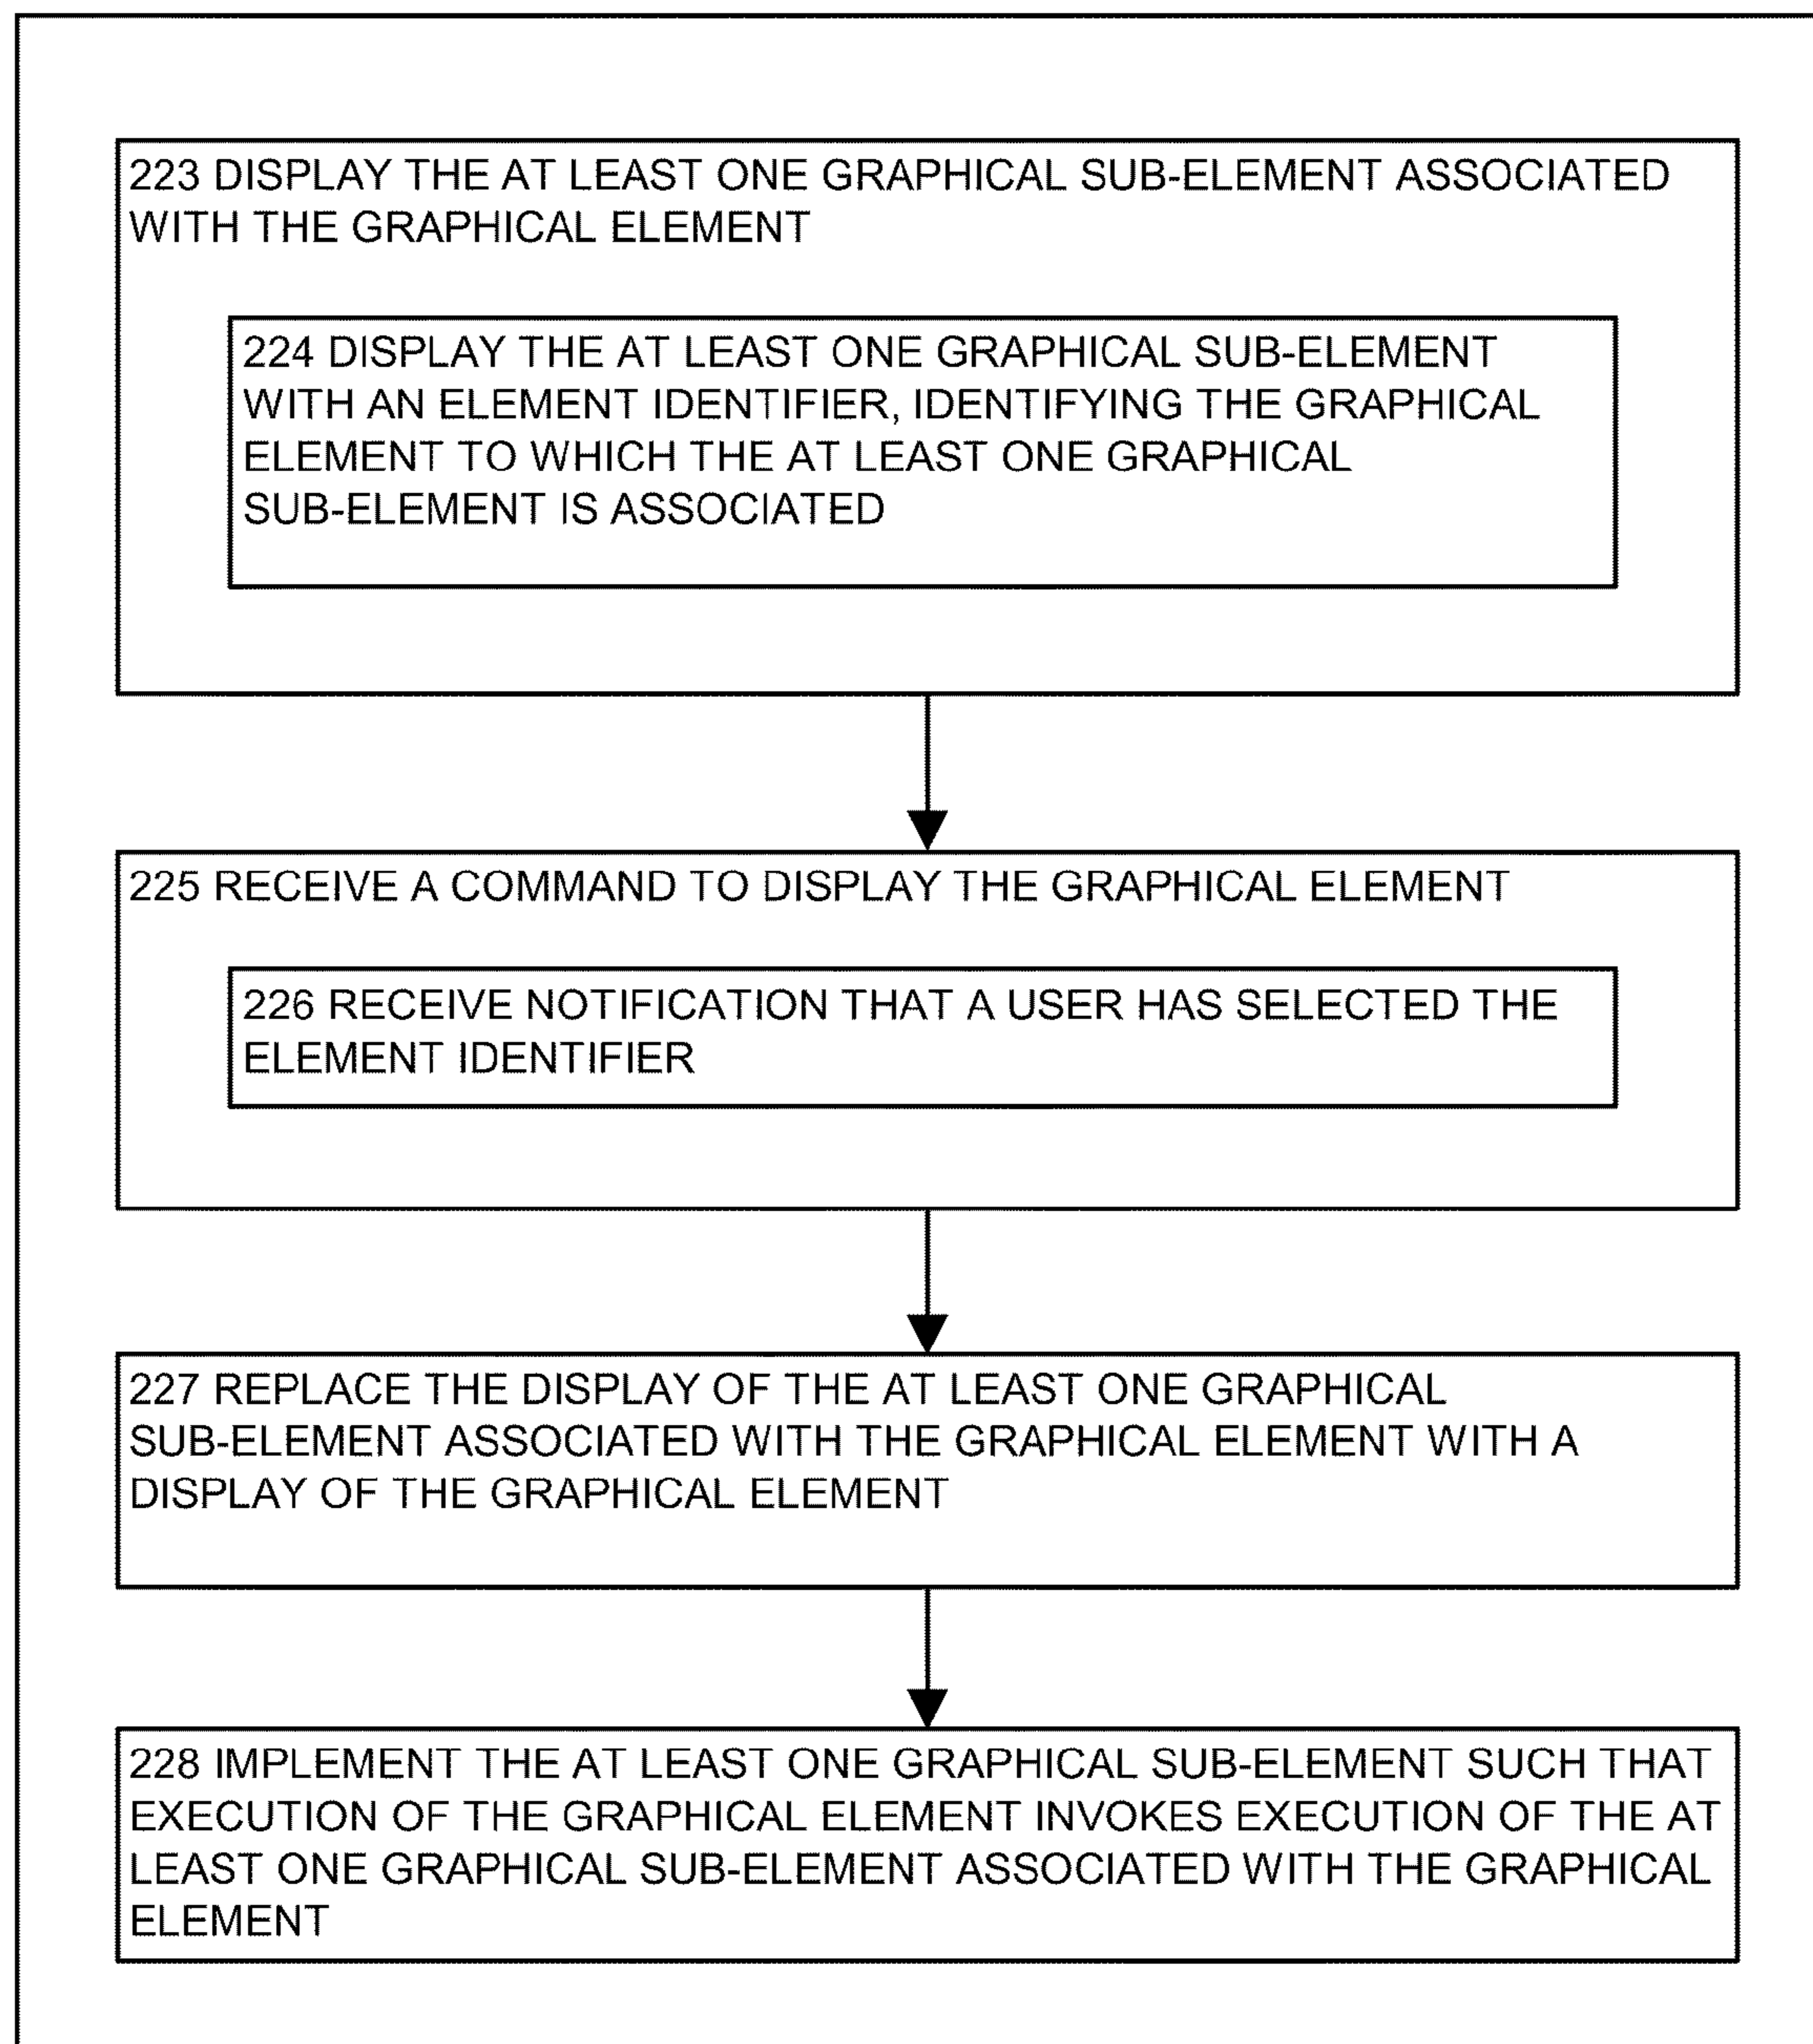 223 DISPLAY THE AT LEAST ONE GRAPHICAL SUB-ELEMENT ASSOCIATED
WITH THE GRAPHICAL ELEMENT
224 DISPLAY THE AT LEAST ONE GRAPHICAL SUB-ELEMENT
WITH AN ELEMENT IDENTIFIER, IDENTIFYING THE GRAPHICAL
ELEMENT TO WHICH THE AT LEAST ONE GRAPHICAL
SUB-ELEMENT IS ASSOCIATED
225 RECEIVE A COMMAND TO DISPLAY THE GRAPHICAL ELEMENT
226 RECEIVE NOTIFICATION THAT A USER HAS SELECTED THE
ELEMENT IDENTIFIER
227 REPLACE THE DISPLAY OF THE AT LEAST ONE GRAPHICAL
SUB-ELEMENT ASSOCIATED WITH THE GRAPHICAL ELEMENT WITH A
DISPLAY OF THE GRAPHICAL ELEMENT
228 IMPLEMENT THE AT LEAST ONE GRAPHICAL SUB-ELEMENT SUCH THAT
EXECUTION OF THE GRAPHICAL ELEMENT INVOKES EXECUTION OF THE AT
LEAST ONE GRAPHICAL SUB-ELEMENT ASSOCIATED WITH THE GRAPHICAL
ELEMENT